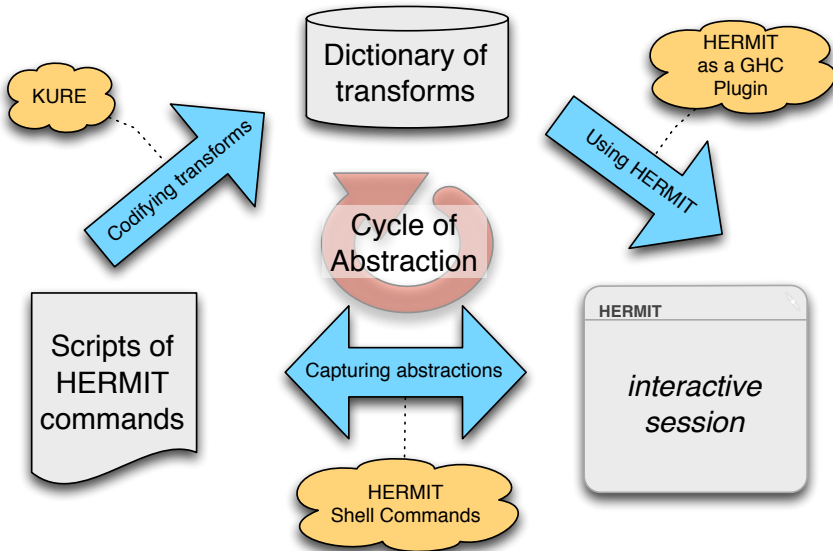 Dictionary of
transforms
KURE
HERMIT
as a GHC
Plugin
Codifying transforms
Using HERMIT
Cycle of
Abstraction
Scripts of
HERMIT
commands
Capturing abstractions
HERMIT
interactive
session
HERMIT
Shell Commands